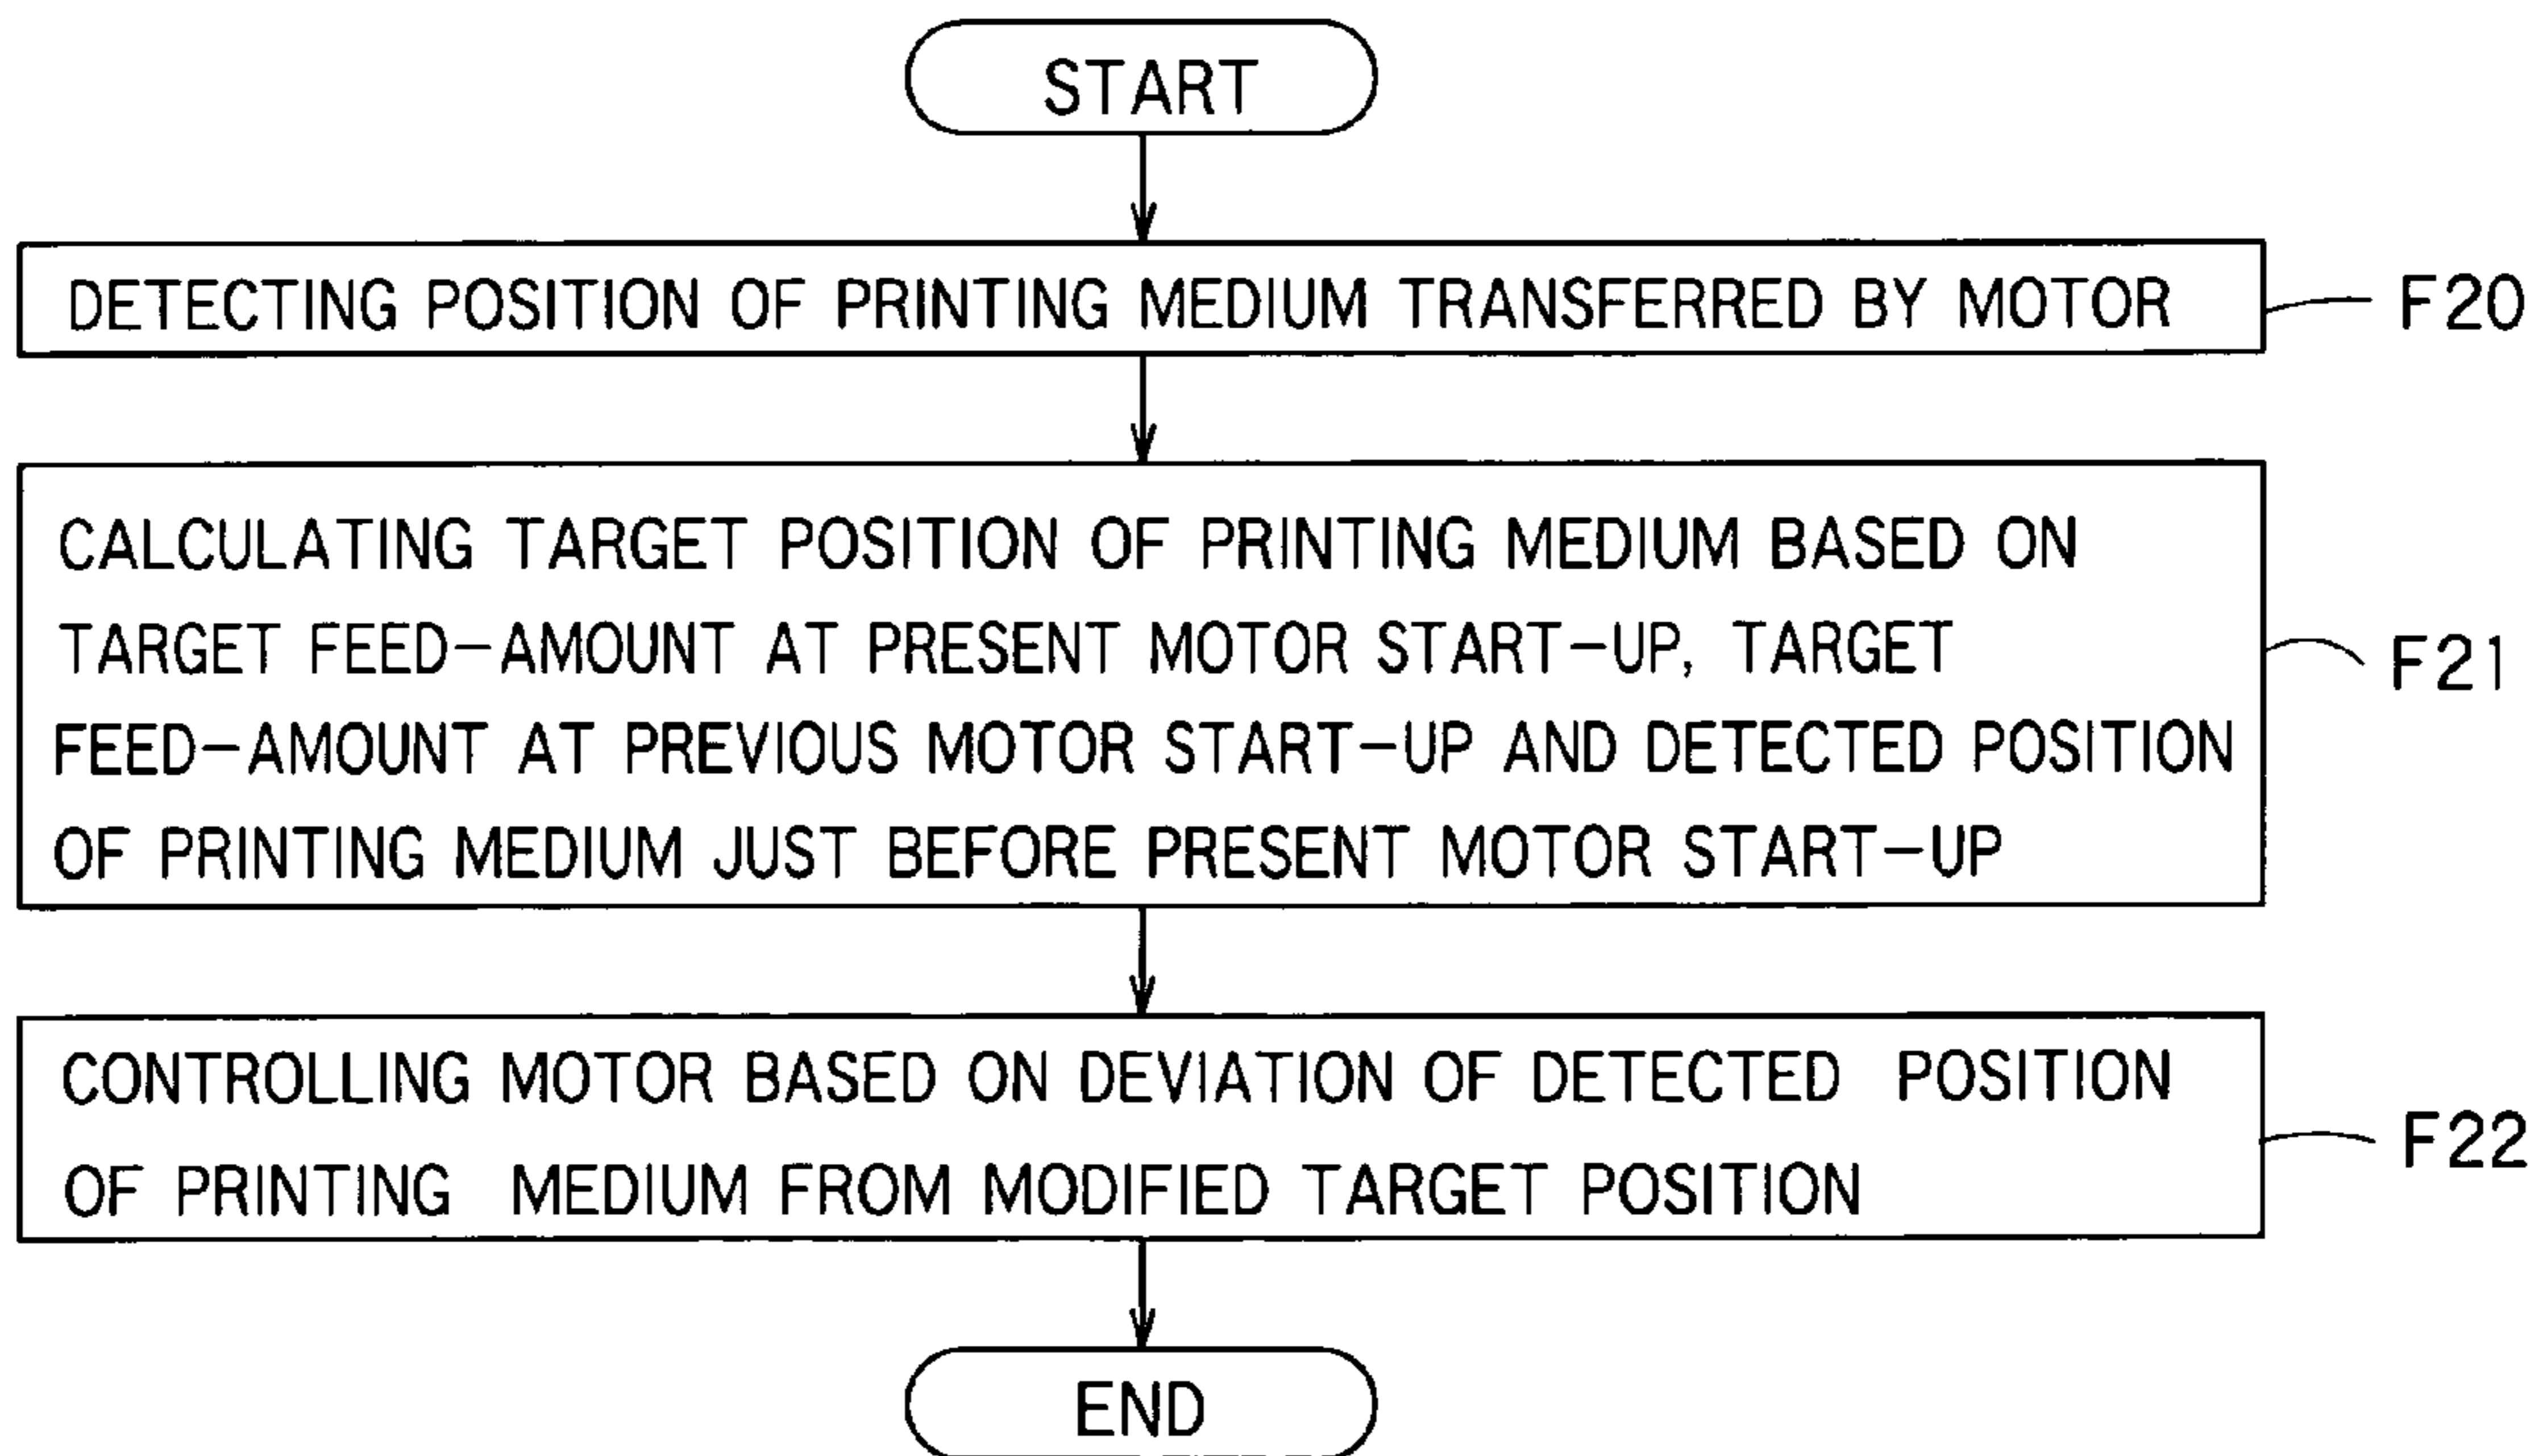 START
DETECTING POSITION OF PRINTING MEDIUM TRANSFERRED BY MOTOR
F20
CALCULATING TARGET POSITION OF PRINTING MEDIUM BASED ON
TARGET FEED-AMOUNT AT PRESENT MOTOR START-UP, TARGET
FEED-AMOUNT AT PREVIOUS MOTOR START-UP AND DETECTED POSITION
OF PRINTING MEDIUM JUST BEFORE PRESENT MOTOR START-UP
F21
CONTROLLING MOTOR BASED ON DEVIATION OF DETECTED POSITION
OF PRINTING MEDIUM FROM MODIFIED TARGET POSITION
F22
END